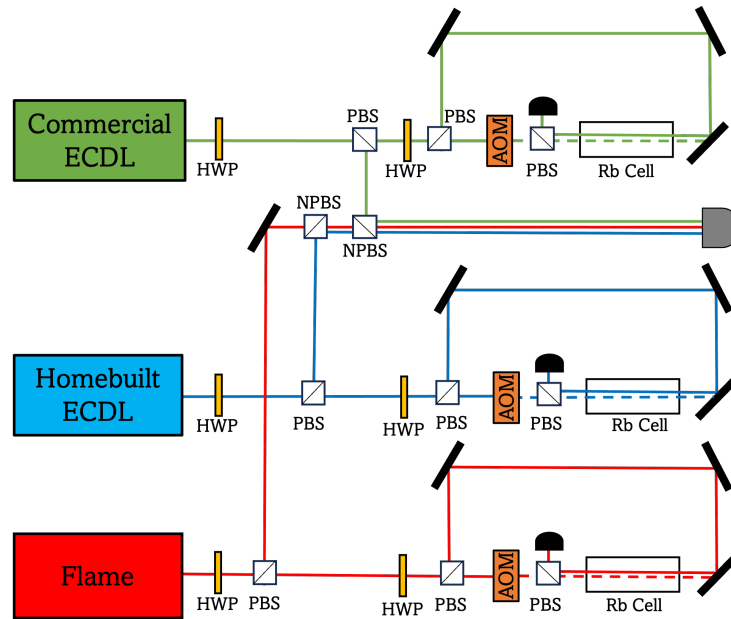 Commercial
ECDL
HWP
PBS
HWP
PBS
AOM
PBS
Rb Cell
NPBS
NPBS
Homebuilt
ECDL
HWP
PBS
HWP
PBS
AOM
PBS
Rb Cell
Flame
HWP
PBS
HWP
PBS
AOM
PBS
Rb Cell